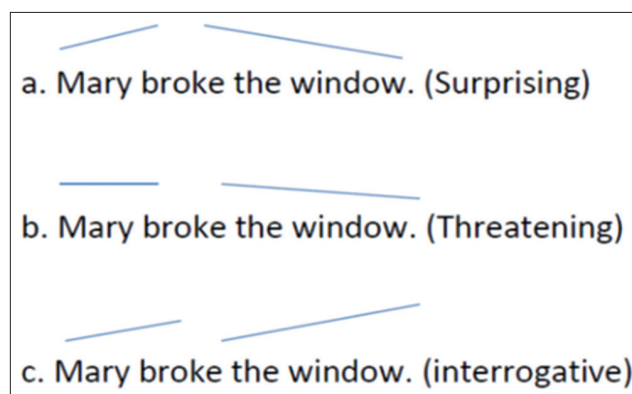 a. Mary broke the window. (Surprising)
b. Mary broke the window. (Threatening)
c. Mary broke the window. (interrogative)